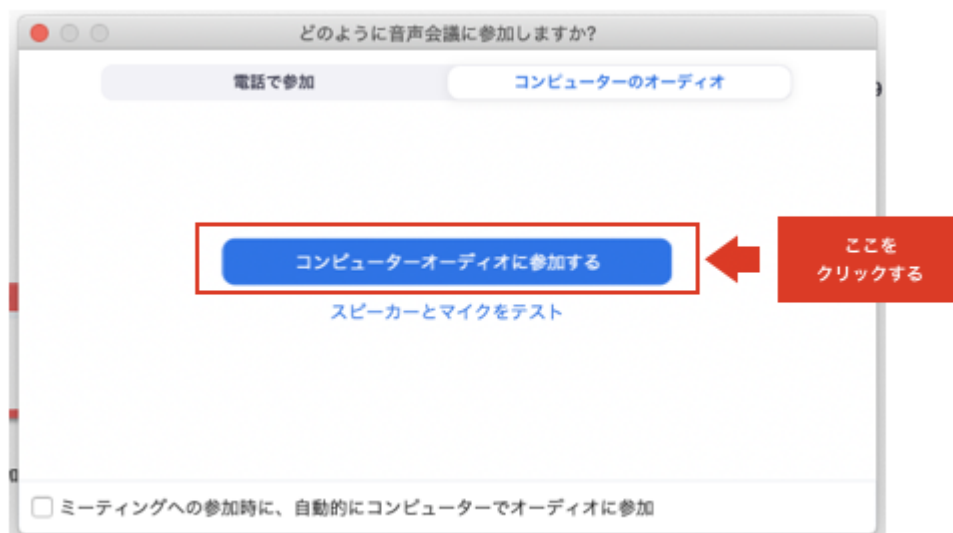 どのように音声会議に参加しますか?
電話で参加
コンピューターのオーディオ
コンピューターオーディオに参加する
ここを
クリックする
スピーカーとマイクをテスト
ミーティングへの参加時に、自動的にコンピューターでオーディオに参加